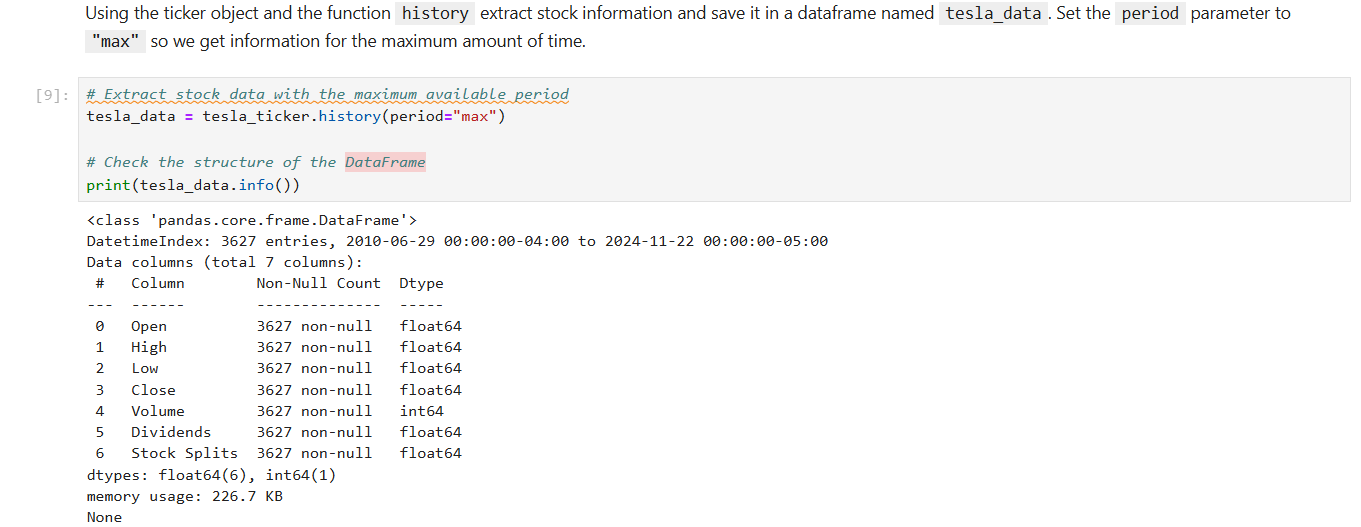 Using the ticker object and the function history extract stock information and save it in a dataframe named tesla_data . Set the period parameter to
"max" so we get information for the maximum amount of time.
[9]:
# Extract stock data with the maximum available period
tesla_data = tesla_ticker.history(period="max")
# Check the structure of the DataFrame
print(tesla_data.info())
<class 'pandas.core.frame.DataFrame'>
DatetimeIndex: 3627 entries, 2010-06-29 00:00:00-04:00 to 2024-11-22 00:00:00-05:00
Data columns (total 7 columns):
 #   Column        Non-Null Count  Dtype
---  ------        --------------  -----
 0   Open          3627 non-null   float64
 1   High          3627 non-null   float64
 2   Low           3627 non-null   float64
 3   Close         3627 non-null   float64
 4   Volume        3627 non-null   int64
 5   Dividends     3627 non-null   float64
 6   Stock Splits  3627 non-null   float64
dtypes: float64(6), int64(1)
memory usage: 226.7 KB
None